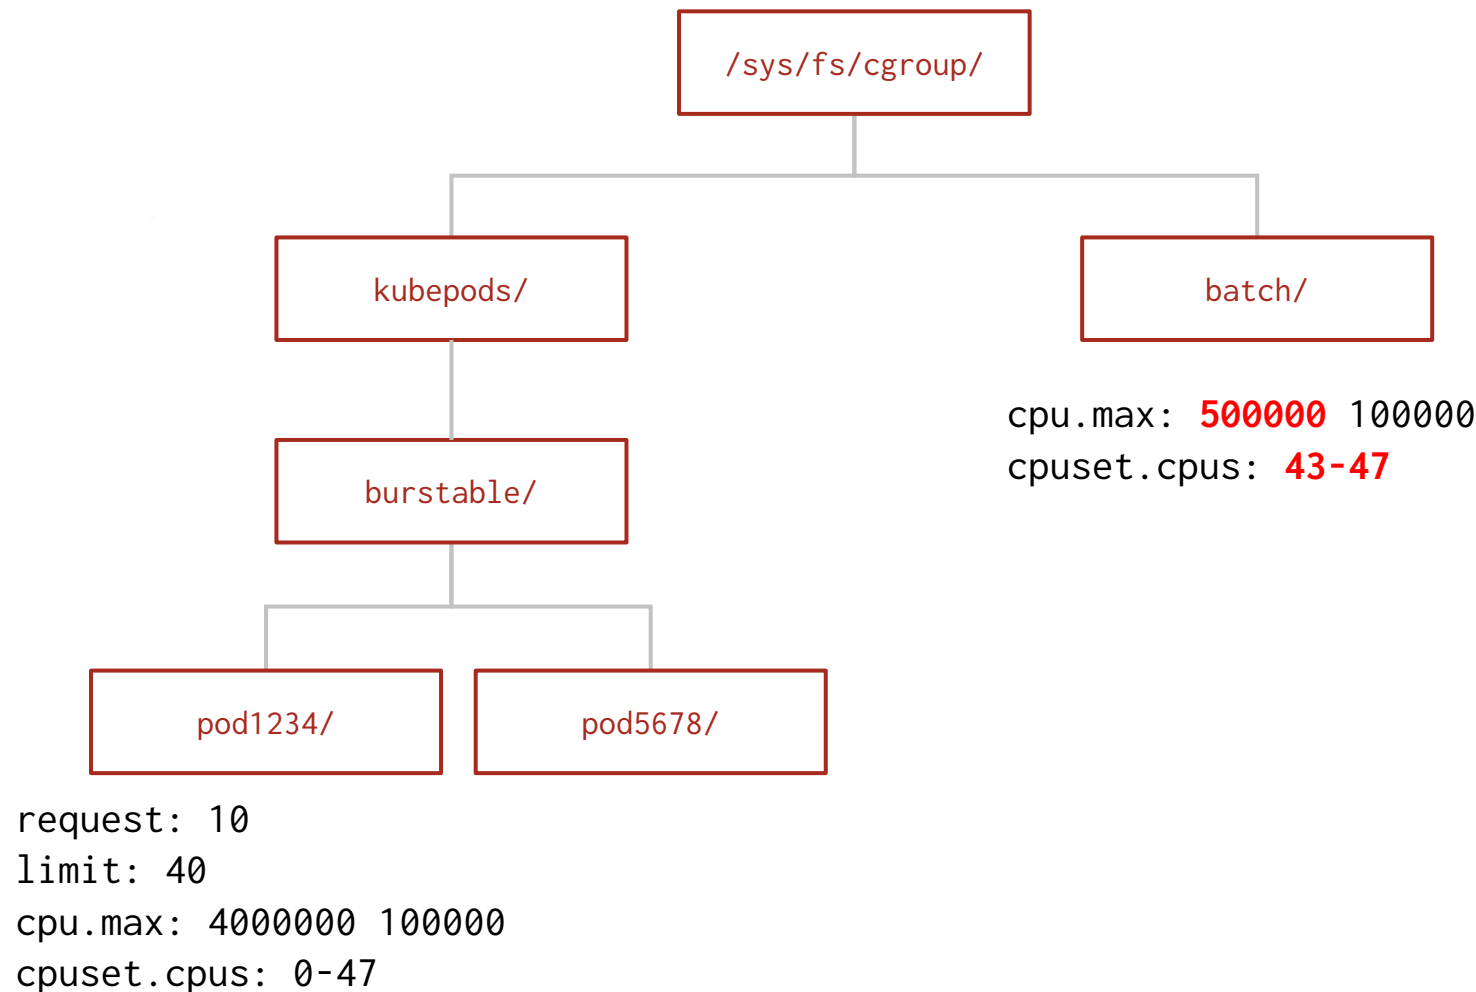 /sys/fs/cgroup/
kubepods/
batch/
cpu.max: 500000 100000
cpuset.cpus: 43-47
burstable/
pod1234/
pod5678/
request: 10
limit: 40
cpu.max: 4000000 100000
cpuset.cpus: 0-47